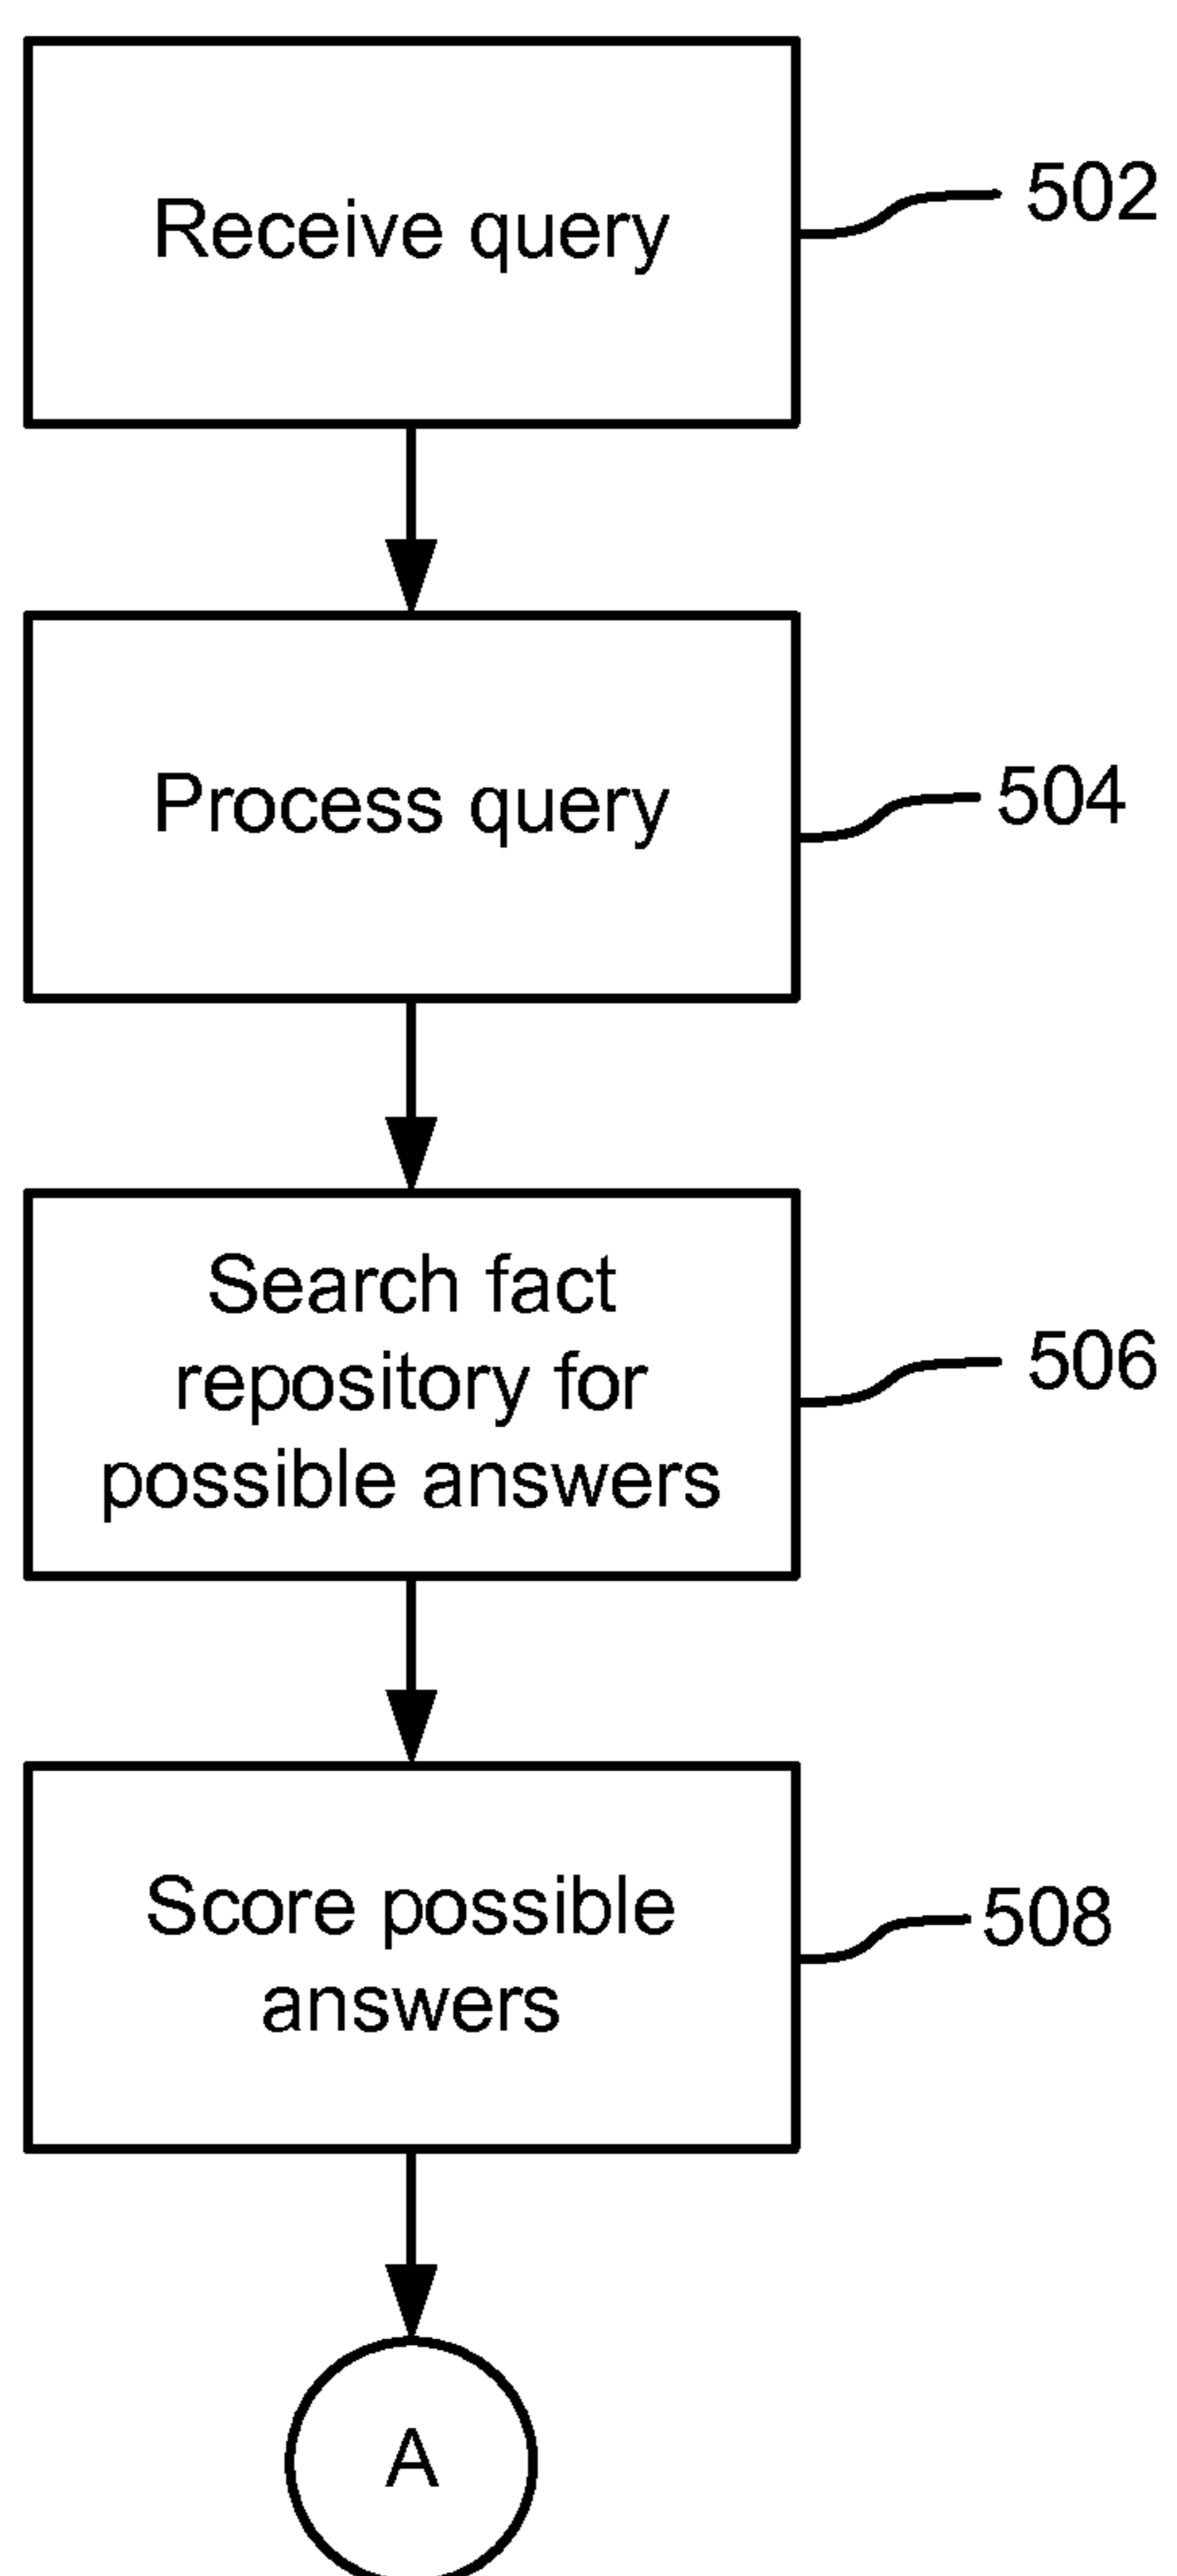 Receive query
502
Process query
504
Search fact
repository for
possible answers
506
Score possible
answers
508
A